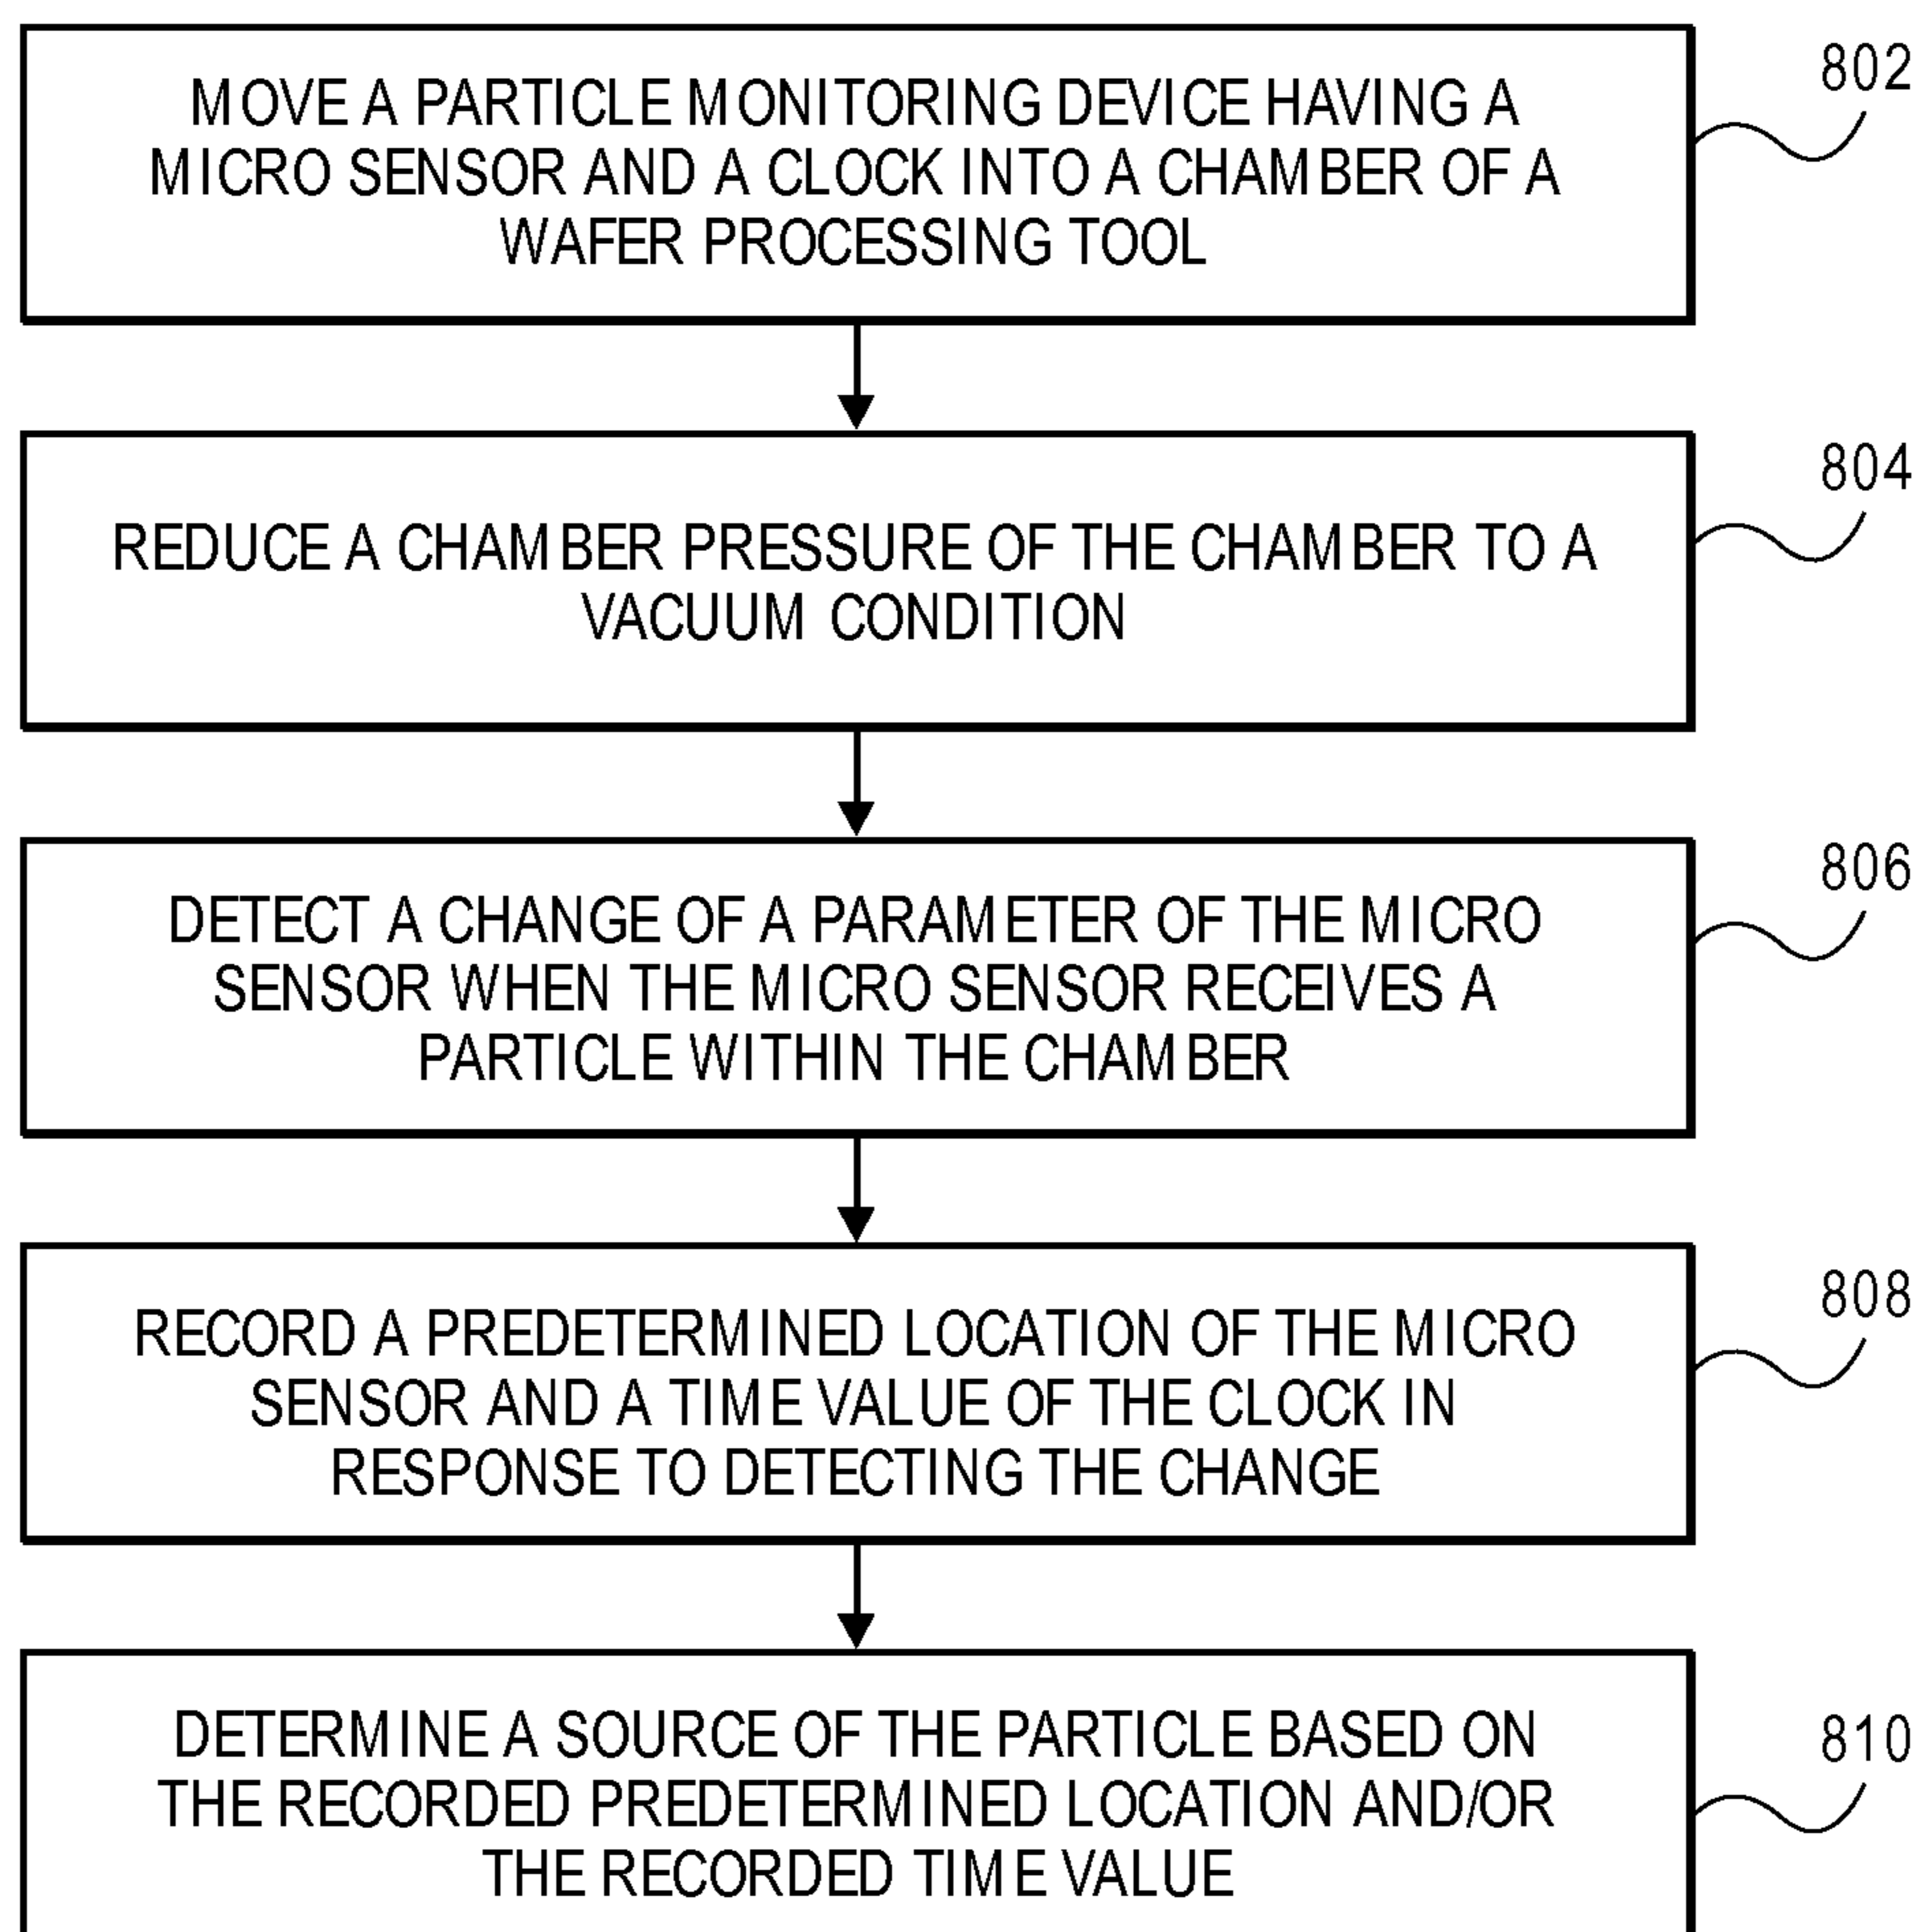 MOVE A PARTICLE MONITORING DEVICE HAVING A
MICRO SENSOR AND A CLOCK INTO A CHAMBER OF A
WAFER PROCESSING TOOL
802
REDUCE A CHAMBER PRESSURE OF THE CHAMBER TO A
VACUUM CONDITION
804
DETECT A CHANGE OF A PARAMETER OF THE MICRO
SENSOR WHEN THE MICRO SENSOR RECEIVES A
PARTICLE WITHIN THE CHAMBER
806
RECORD A PREDETERMINED LOCATION OF THE MICRO
SENSOR AND A TIME VALUE OF THE CLOCK IN
RESPONSE TO DETECTING THE CHANGE
808
DETERMINE A SOURCE OF THE PARTICLE BASED ON
THE RECORDED PREDETERMINED LOCATION AND/OR
THE RECORDED TIME VALUE
810